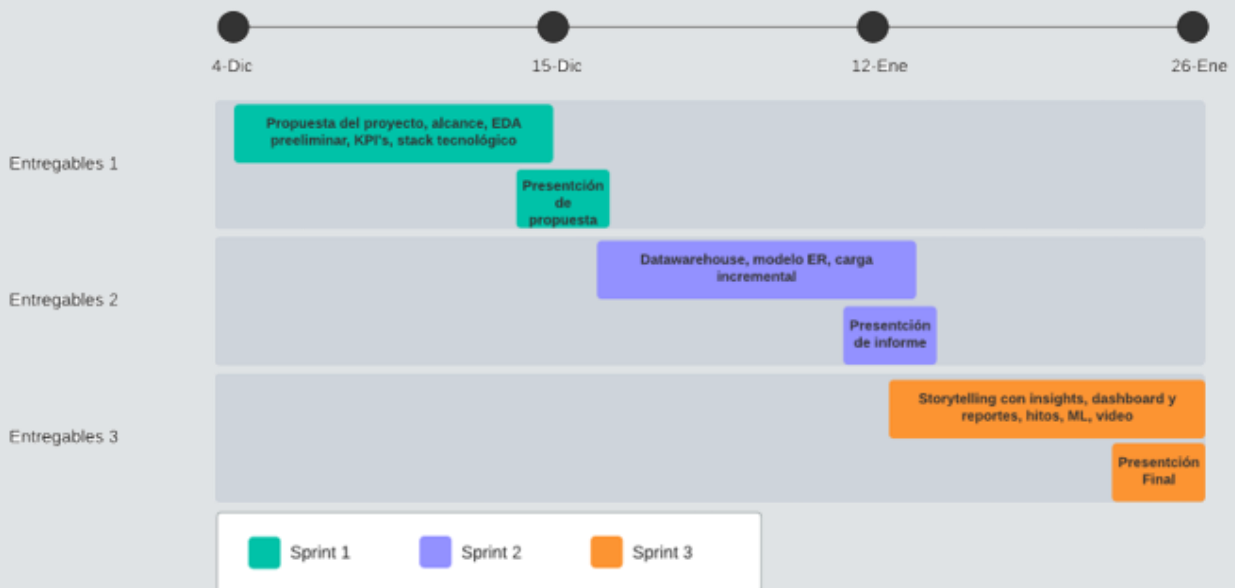 4-Dic
15-Dic
12-Ene
26-Ene
Entregables 1
Propuesta del proyecto, alcance, EDA
preeliminar, KPI's, stack tecnológico
Presentción
de
propuesta
Entregables 2
Datawarehouse, modelo ER, carga
incremental
Presentción
de informe
Entregables 3
Storytelling con insights, dashboard y
reportes, hitos, ML, video
Presentción
Final
Sprint 1
Sprint 2
Sprint 3